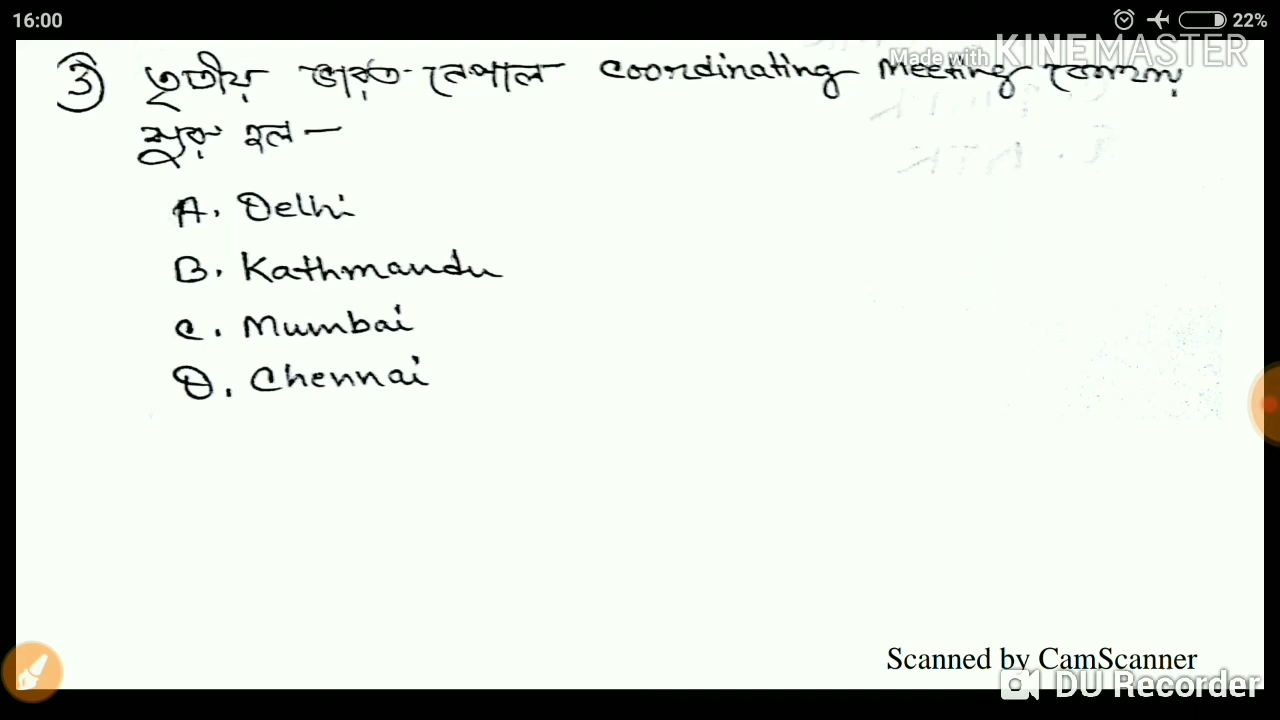 16:00
22%
Made with KINEMASTER
③ তৃতীয় ভারত-নেপাল coordinating Meeting কোথায়
শুরু হল —
A. Delhi
B. Kathmandu
C. Mumbai
D. Chennai
Scanned by CamScanner
DU Recorder